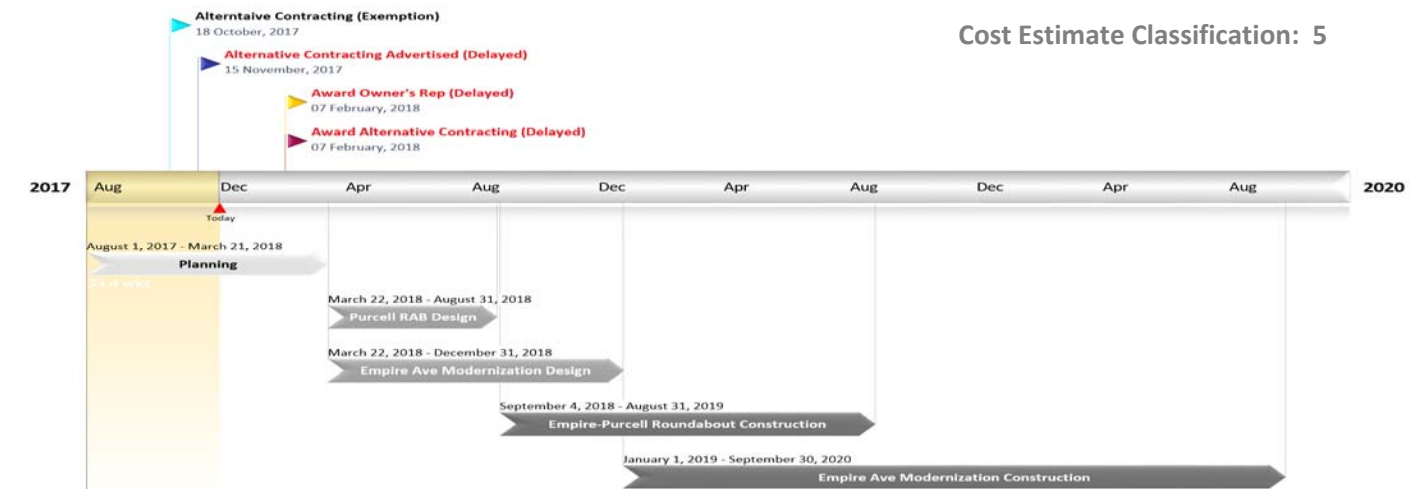 Alterntaive Contracting (Exemption)
18 October, 2017
Cost Estimate Classification: 5
Alternative Contracting Advertised (Delayed)
15 November, 2017
Award Owner's Rep (Delayed)
07 February, 2018
Award Alternative Contracting (Delayed)
07 February, 2018
2017 Aug Dec Apr Aug Dec Apr Aug Dec Apr Aug 2020
Today
August 1, 2017 - March 21, 2018
Planning
March 22, 2018 - August 31, 2018
Purcell RAB Design
March 22, 2018 - December 31, 2018
Empire Ave Modernization Design
September 4, 2018 - August 31, 2019
Empire-Purcell Roundabout Construction
January 1, 2019 - September 30, 2020
Empire Ave Modernization Construction